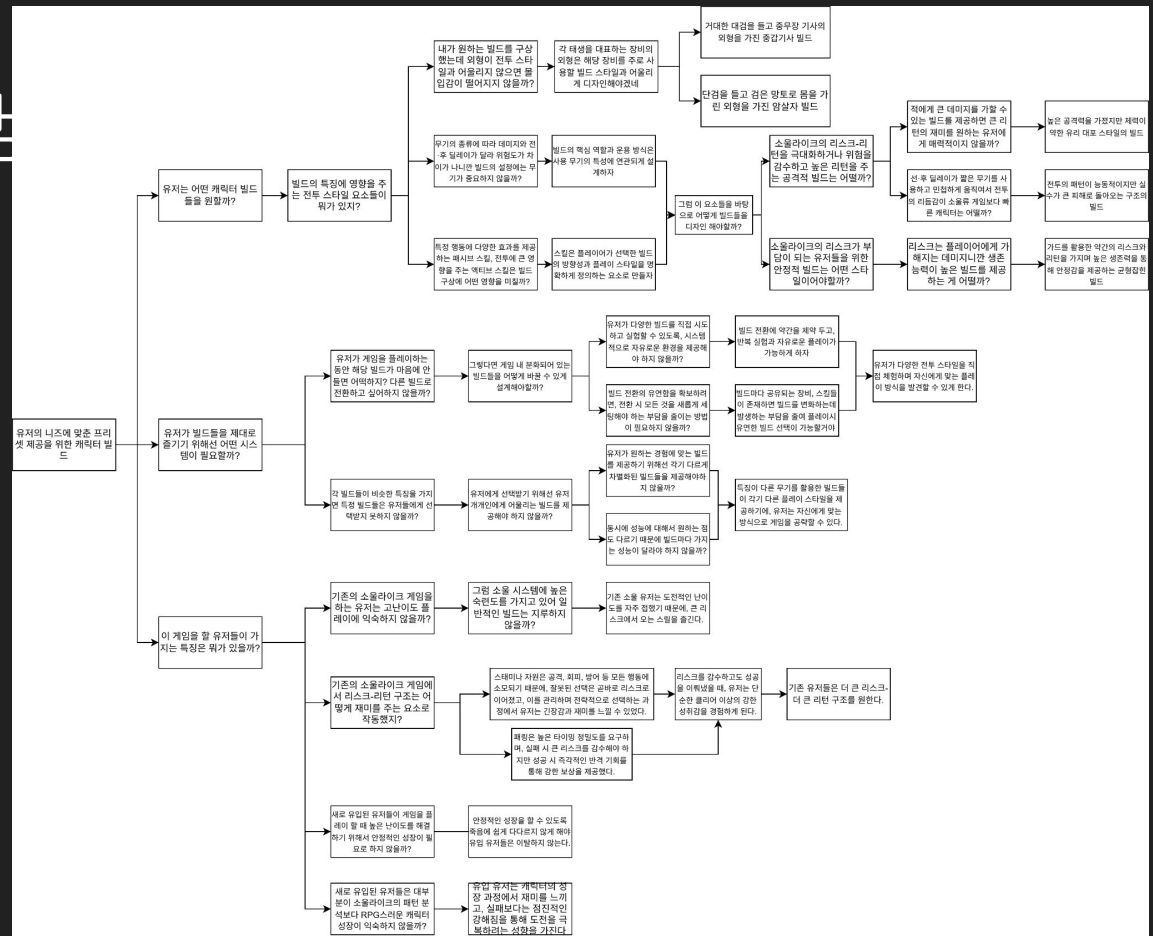 유저의 니즈에 맞춘 프리
셋 제공을 위한 캐릭터 빌
드
유저는 어떤 캐릭터 빌드
들을 원할까?
빌드의 특징에 영향을 주
는 전투 스타일 요소들이
뭐가 있지?
내가 원하는 빌드를 구상
했는데 외형이 전투 스타
일과 어울리지 않으면 몰
입감이 떨어지지 않을까?
각 태생을 대표하는 장비의
외형은 해당 장비를 주로 사
용할 빌드 스타일과 어울리
게 디자인해야겠네
거대한 대검을 들고 중무장 기사의
외형을 가진 중갑기사 빌드
단검을 들고 검은 망토로 몸을 가
린 외형을 가진 암살자 빌드
무기의 종류에 따라 데미지와 전
·후 딜레이가 달라 위험도가 차
이가 나니깐 빌드의 설정에는 무
기가 중요하지 않을까?
빌드의 핵심 역할과 운용 방식은
사용 무기의 특성에 연관되게 설
계하자
특정 행동에 다양한 효과를 제공
하는 패시브 스킬, 전투에 큰 영
향을 주는 액티브 스킬은 빌드
구상에 어떤 영향을 미칠까?
스킬은 플레이어가 선택한 빌드
의 방향성과 플레이 스타일을 명
확하게 정의하는 요소로 만들자
그럼 이 요소들을 바탕
으로 어떻게 빌드들을
디자인 해야할까?
소울라이크의 리스크-리
턴을 극대화하거나 위험을
감수하고 높은 리턴을 주
는 공격적 빌드는 어떨까?
적에게 큰 데미지를 가할 수
있는 빌드를 제공하면 큰 리
턴의 재미를 원하는 유저에
게 매력적이지 않을까?
높은 공격력을 가졌지만 체력이
약한 유리 대포 스타일의 빌드
선·후 딜레이가 짧은 무기를 사
용하고 민첩하게 움직여서 전투
의 리듬감이 소울류 게임보다 빠
른 캐릭터는 어떨까?
전투의 패턴이 능동적이지만 실
수가 큰 피해로 돌아오는 구조의
빌드
소울라이크의 리스크가 부
담이 되는 유저들을 위한
안정적 빌드는 어떤 스타
일이어야할까?
리스크는 플레이어에게 가
해지는 데미지니깐 생존
능력이 높은 빌드를 제공
하는 게 어떨까?
가드를 활용한 약간의 리스크와
리턴을 가지며 높은 생존력을 통
해 안정감을 제공하는 균형잡힌
빌드
유저가 빌드들을 제대로
즐기기 위해선 어떤 시스
템이 필요할까?
유저가 게임을 플레이하는
동안 해당 빌드가 마음에 안
들면 어떡하지? 다른 빌드로
전환하고 싶어하지 않을까?
그렇다면 게임 내 분화되어 있는
빌드들을 어떻게 바꿀 수 있게
설계해야할까?
유저가 다양한 빌드를 직접 시도
하고 실험할 수 있도록, 시스템
적으로 자유로운 환경을 제공해
야 하지 않을까?
빌드 전환에 약간을 제약 두고,
반복 실험과 자유로운 플레이가
가능하게 하자
빌드 전환의 유연함을 확보하려
면, 전환 시 모든 것을 새롭게 세
팅해야 하는 부담을 줄이는 방법
이 필요하지 않을까?
빌드마다 공유되는 장비, 스킬들
이 존재하면 빌드를 변화하는데
발생하는 부담을 줄여 플레이시
유연한 빌드 선택이 가능할거야
유저가 다양한 전투 스타일을 직
접 체험하며 자신에게 맞는 플레
이 방식을 발견할 수 있게 한다.
각 빌드들이 비슷한 특징을 가지
면 특정 빌드들은 유저들에게 선
택받지 못하지 않을까?
유저에게 선택받기 위해선 유저
개개인에게 어울리는 빌드를 제
공해야 하지 않을까?
유저가 원하는 경험에 맞는 빌드
를 제공하기 위해선 각기 다르게
차별화된 빌드들을 제공해야하
지 않을까?
동시에 성능에 대해서 원하는 점
도 다르기 때문에 빌드마다 가지
는 성능이 달라야 하지 않을까?
특징이 다른 무기를 활용한 빌드들
이 각기 다른 플레이 스타일을 제
공하기에, 유저는 자신에게 맞는
방식으로 게임을 공략할 수 있다.
이 게임을 할 유저들이 가
지는 특징은 뭐가 있을까?
기존의 소울라이크 게임을
하는 유저는 고난이도 플
레이에 익숙하지 않을까?
그럼 소울 시스템에 높은
숙련도를 가지고 있어 일
반적인 빌드는 지루하지
않을까?
기존 소울 유저는 도전적인 난이
도를 자주 접했기 때문에, 큰 리
스크에서 오는 스릴을 즐긴다.
기존의 소울라이크 게임에
서 리스크-리턴 구조는 어
떻게 재미를 주는 요소로
작동했지?
스태미나 자원은 공격, 회피, 방어 등 모든 행동에
소모되기 때문에, 잘못된 선택은 곧바로 리스크로
이어졌고, 이를 관리하며 전략적으로 선택하는 과
정에서 유저는 긴장감과 재미를 느낄 수 있었다.
패링은 높은 타이밍 정밀도를 요구하
며, 실패 시 큰 리스크를 감수해야 하
지만 성공 시 즉각적인 반격 기회를
통해 강한 보상을 제공했다.
리스크를 감수하고도 성공
을 이뤄냈을 때, 유저는 단
순한 클리어 이상의 강한
성취감을 경험하게 된다.
기존 유저들은 더 큰 리스크-
더 큰 리턴 구조를 원한다.
새로 유입된 유저들이 게임을 플
레이 할 때 높은 난이도를 해결
하기 위해서 안정적인 성장이 필
요로 하지 않을까?
안정적인 성장을 할 수 있도록
죽음에 쉽게 다다르지 않게 해야
유입 유저들은 이탈하지 않는다.
새로 유입된 유저들은 대부
분이 소울라이크의 패턴 분
석보다 RPG스러운 캐릭터
성장이 익숙하지 않을까?
유입 유저는 캐릭터의 성
장 과정에서 재미를 느끼
고, 실패보다는 점진적인
강해짐을 통해 도전을 극
복하려는 성향을 가진다